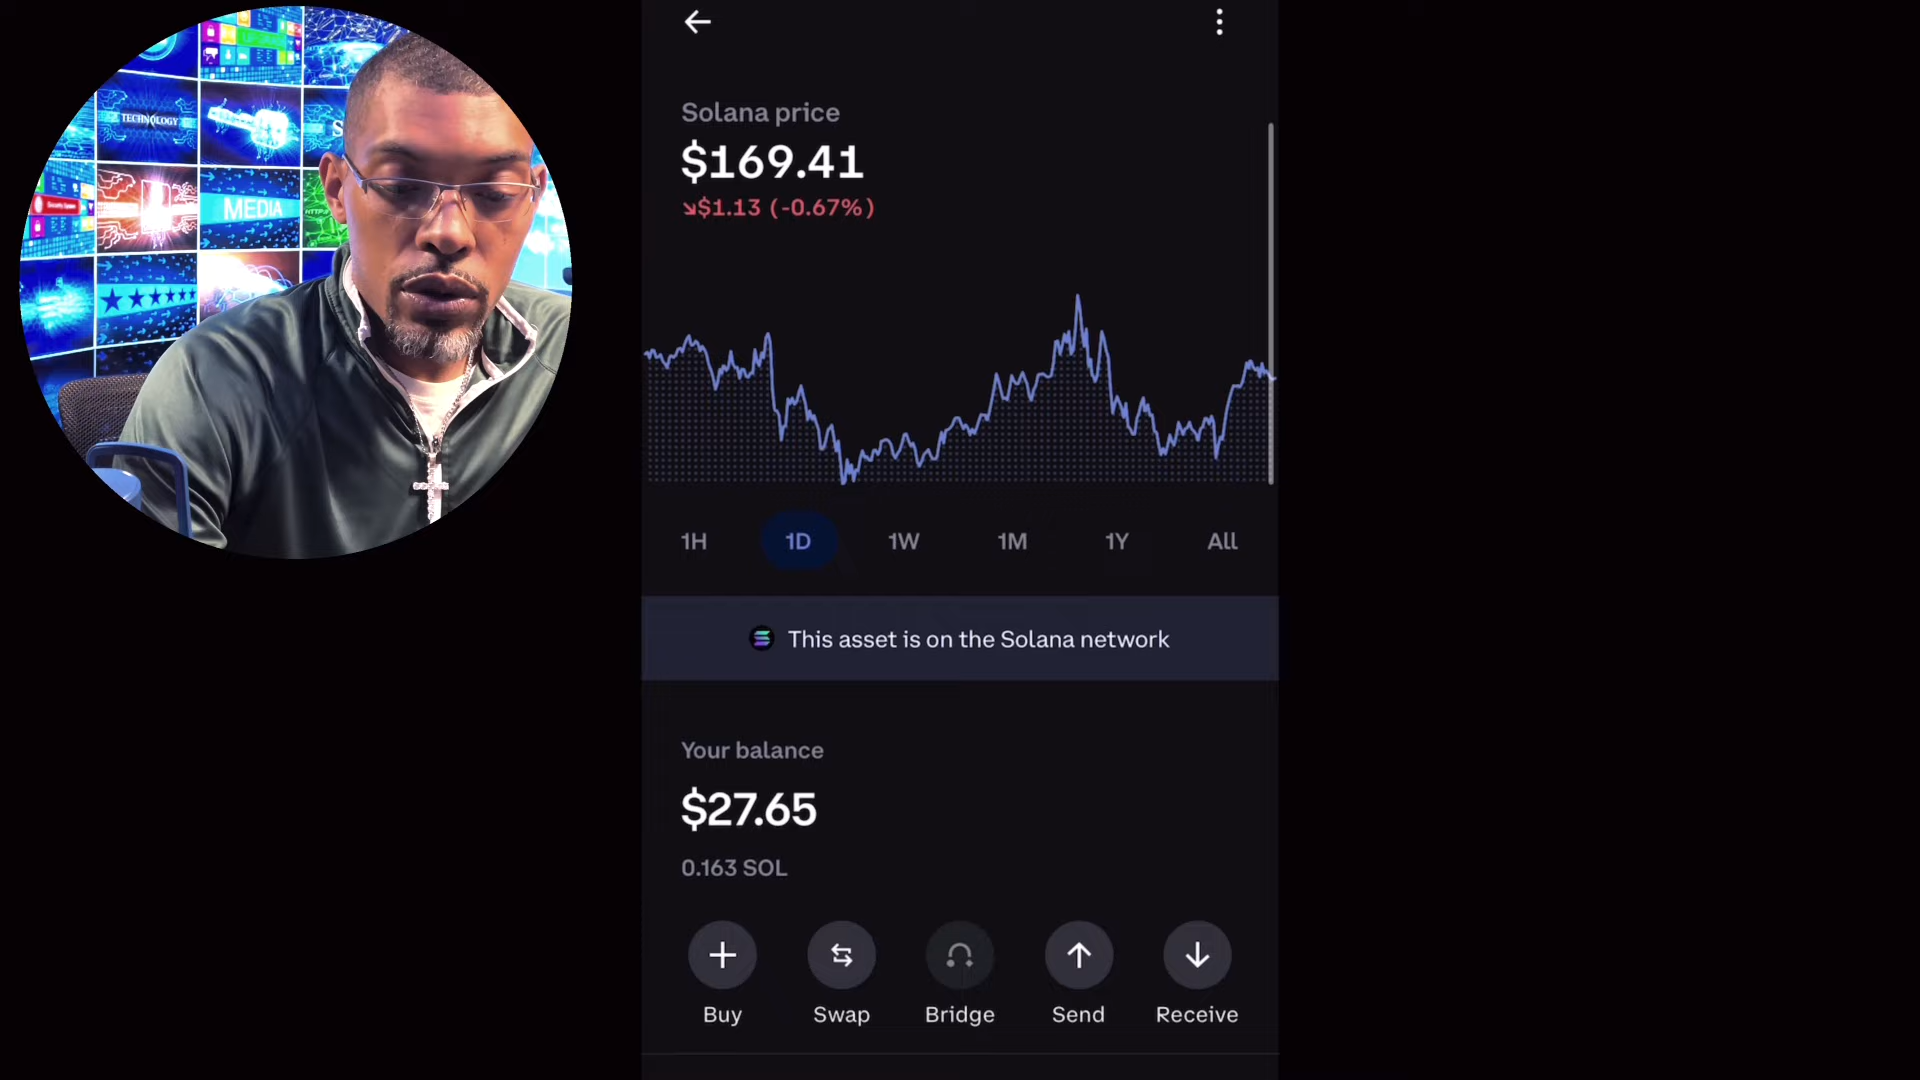 TECHNOLOGY
MEDIA
Solana price
$169.41
↘$1.13 (-0.67%)
1H
1D
1W
1M
1Y
All
This asset is on the Solana network
Your balance
$27.65
0.163 SOL
Buy
Swap
Bridge
Send
Receive